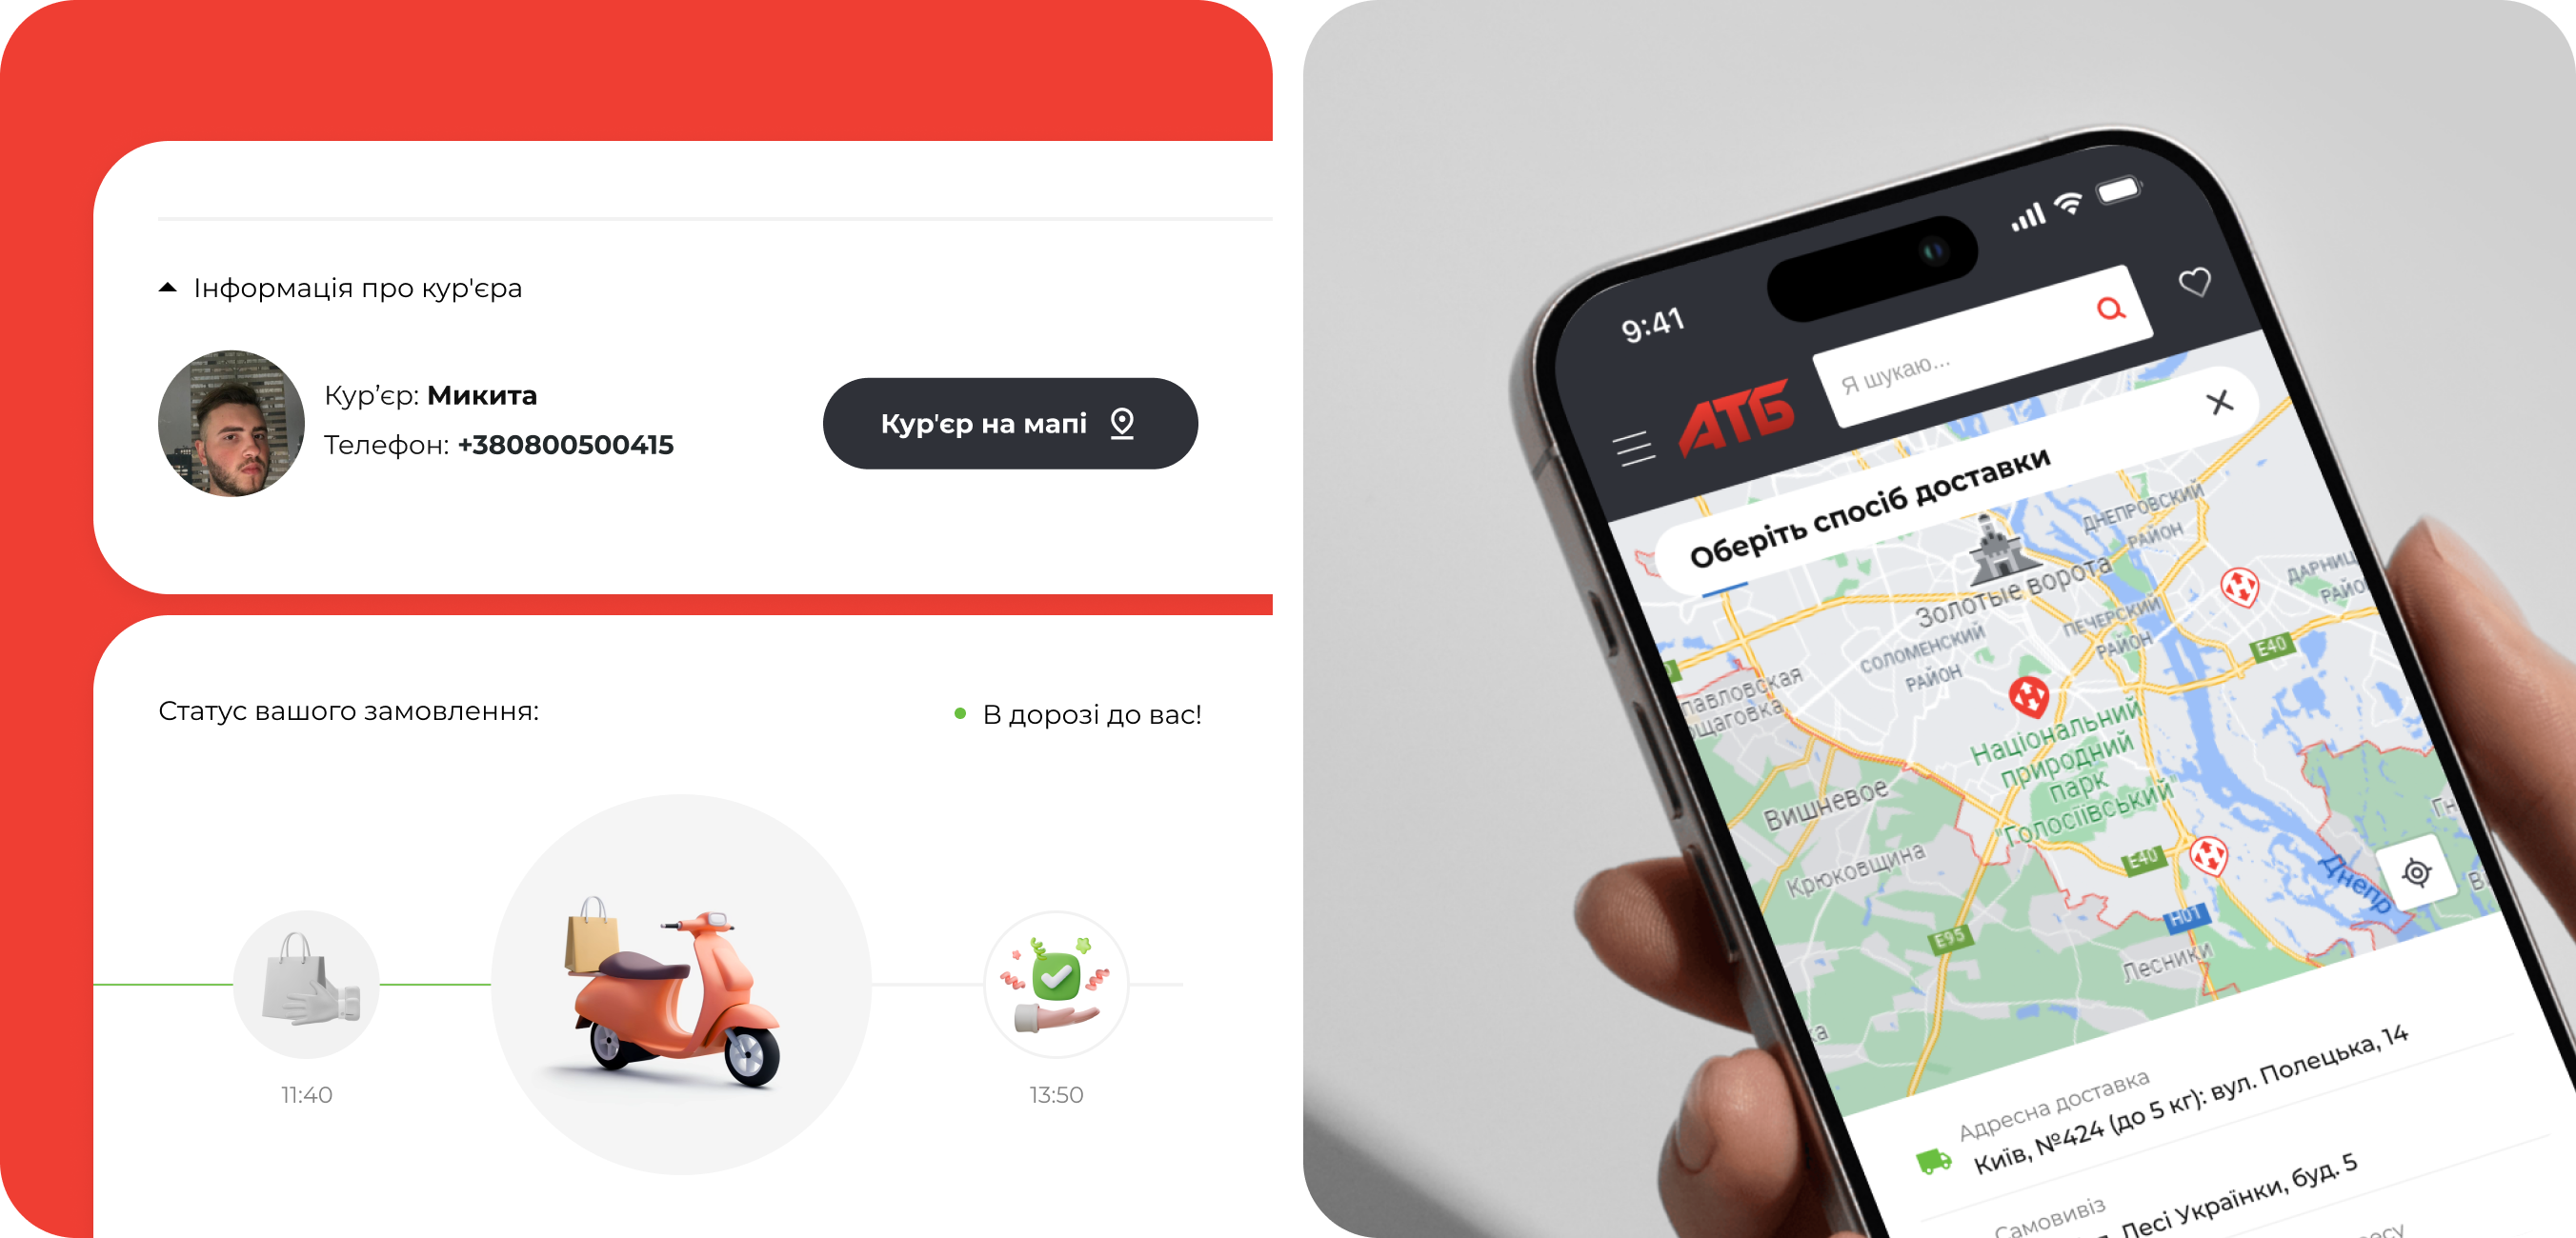 Інформація про кур'єра
Кур’єр: Микита
Телефон: +380800500415
Кур'єр на мапі
Статус вашого замовлення:
В дорозі до вас!
11:40
13:50
9:41
АТБ
Я шукаю...
Оберіть спосіб доставки
ДНЕПРОВСКИЙ
РАЙОН
Золотые ворота
ДАРНИЦ
РАЙО
ПЕЧЕРСКИЙ
РАЙОН
СОЛОМЕНСКИЙ
РАЙОН
E40
павловская
ощаговка
Національний
природний
парк
"Голосіївський"
Вишневое
Крюковщина
E40
Гн
Днепр
H01
E95
Лесники
Адресна доставка
Київ, №424 (до 5 кг): вул. Полецька, 14
Самовивіз
Лесі Українки, буд. 5